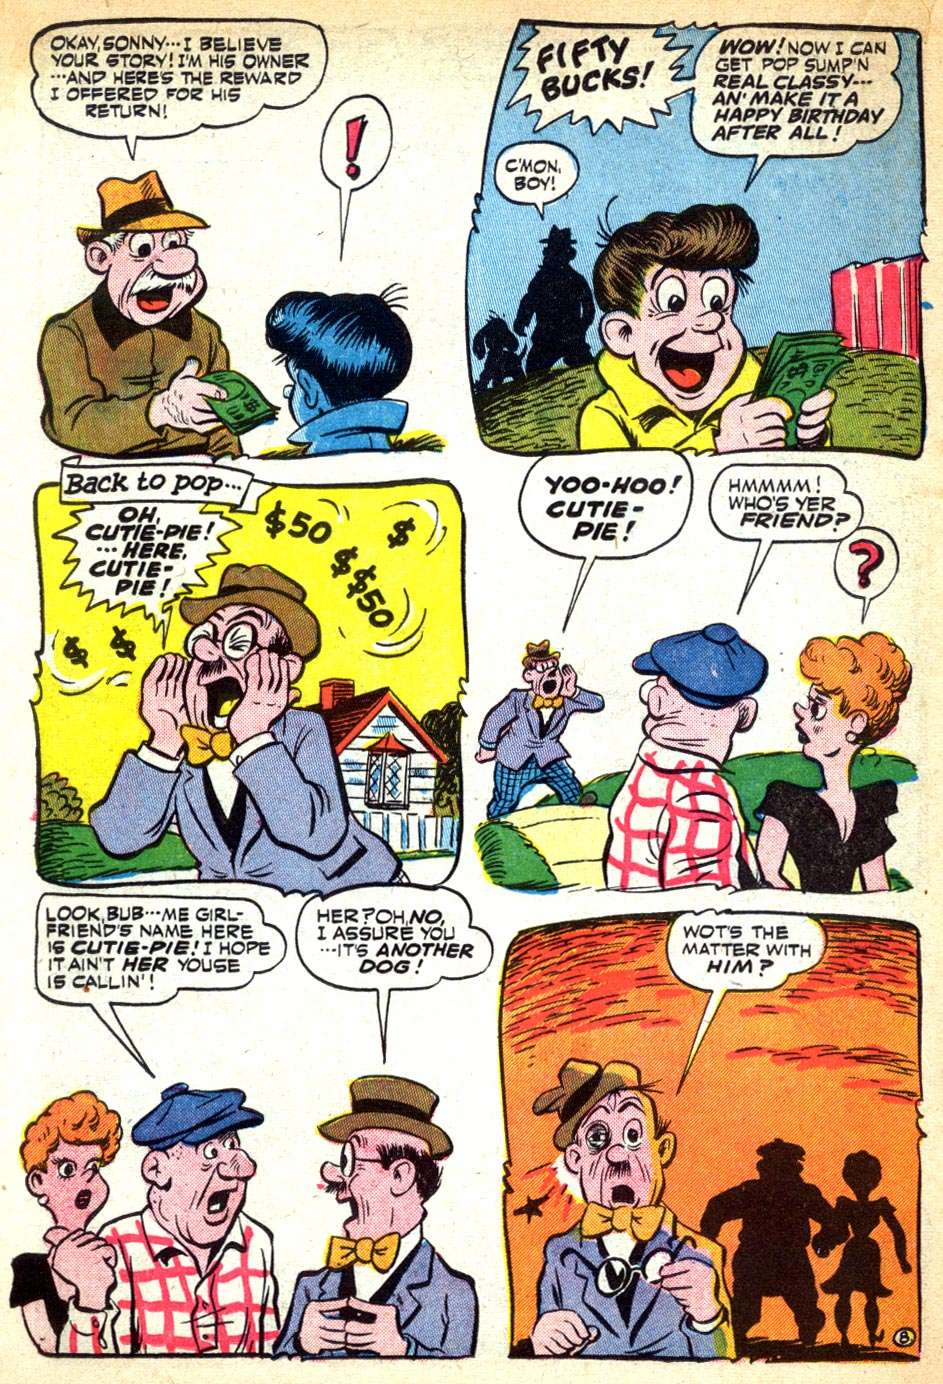 OKAY, SONNY---I BELIEVE
YOUR STORY! I'M HIS OWNER
---AND HERE'S THE REWARD
I OFFERED FOR HIS
RETURN!
!
FIFTY
BUCKS!
WOW! NOW I CAN
GET POP SUMP'N
REAL CLASSY---
AN' MAKE IT A
HAPPY BIRTHDAY
AFTER ALL!
C'MON,
BOY!
Back to pop...
OH,
CUTIE-PIE!
...HERE,
CUTIE-
PIE!
$50
$
$
$50
$
$
YOO-HOO!
CUTIE-
PIE!
HMMMM!
WHO'S YER
FRIEND?
?
LOOK, BUB---ME GIRL-
FRIEND'S NAME HERE
IS CUTIE-PIE! I HOPE
IT AIN'T HER YOUSE
IS CALLIN'!
HER? OH, NO,
I ASSURE YOU
---IT'S ANOTHER
DOG!
WOT'S THE
MATTER WITH
HIM?
8